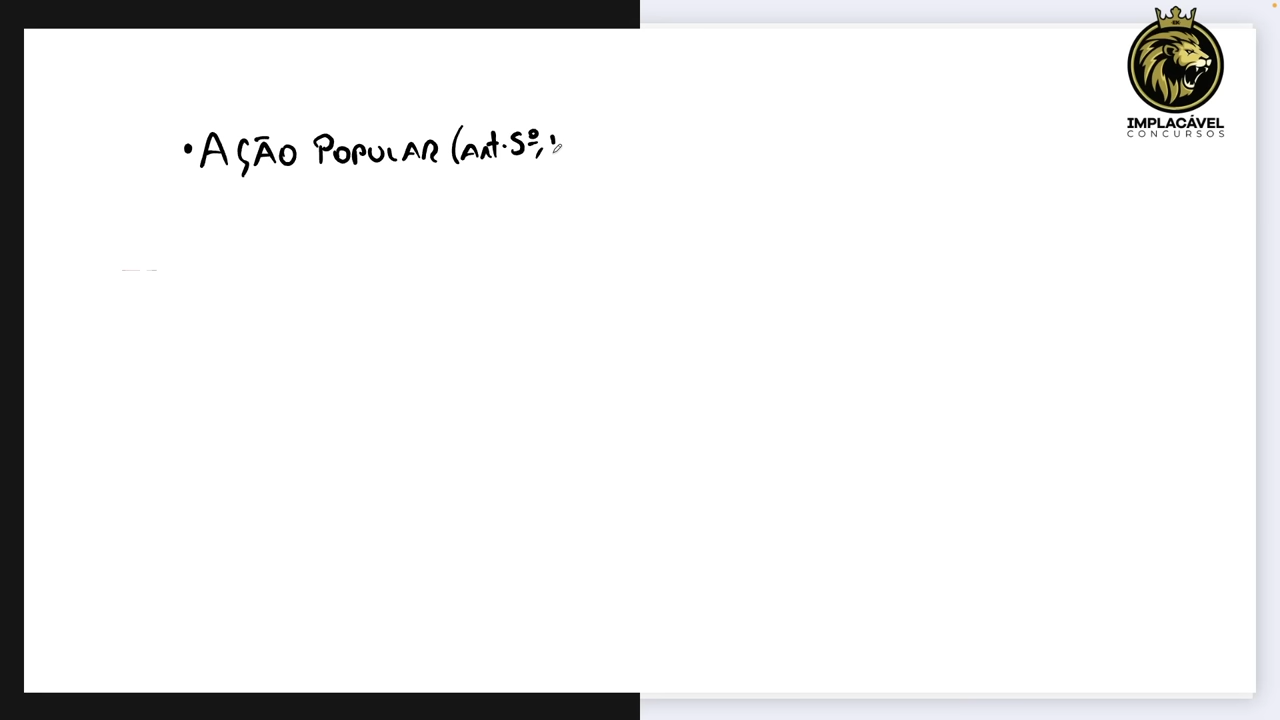 • AÇÃO POPULAR (Art. 5º,
IMPLACÁVEL
CONCURSOS